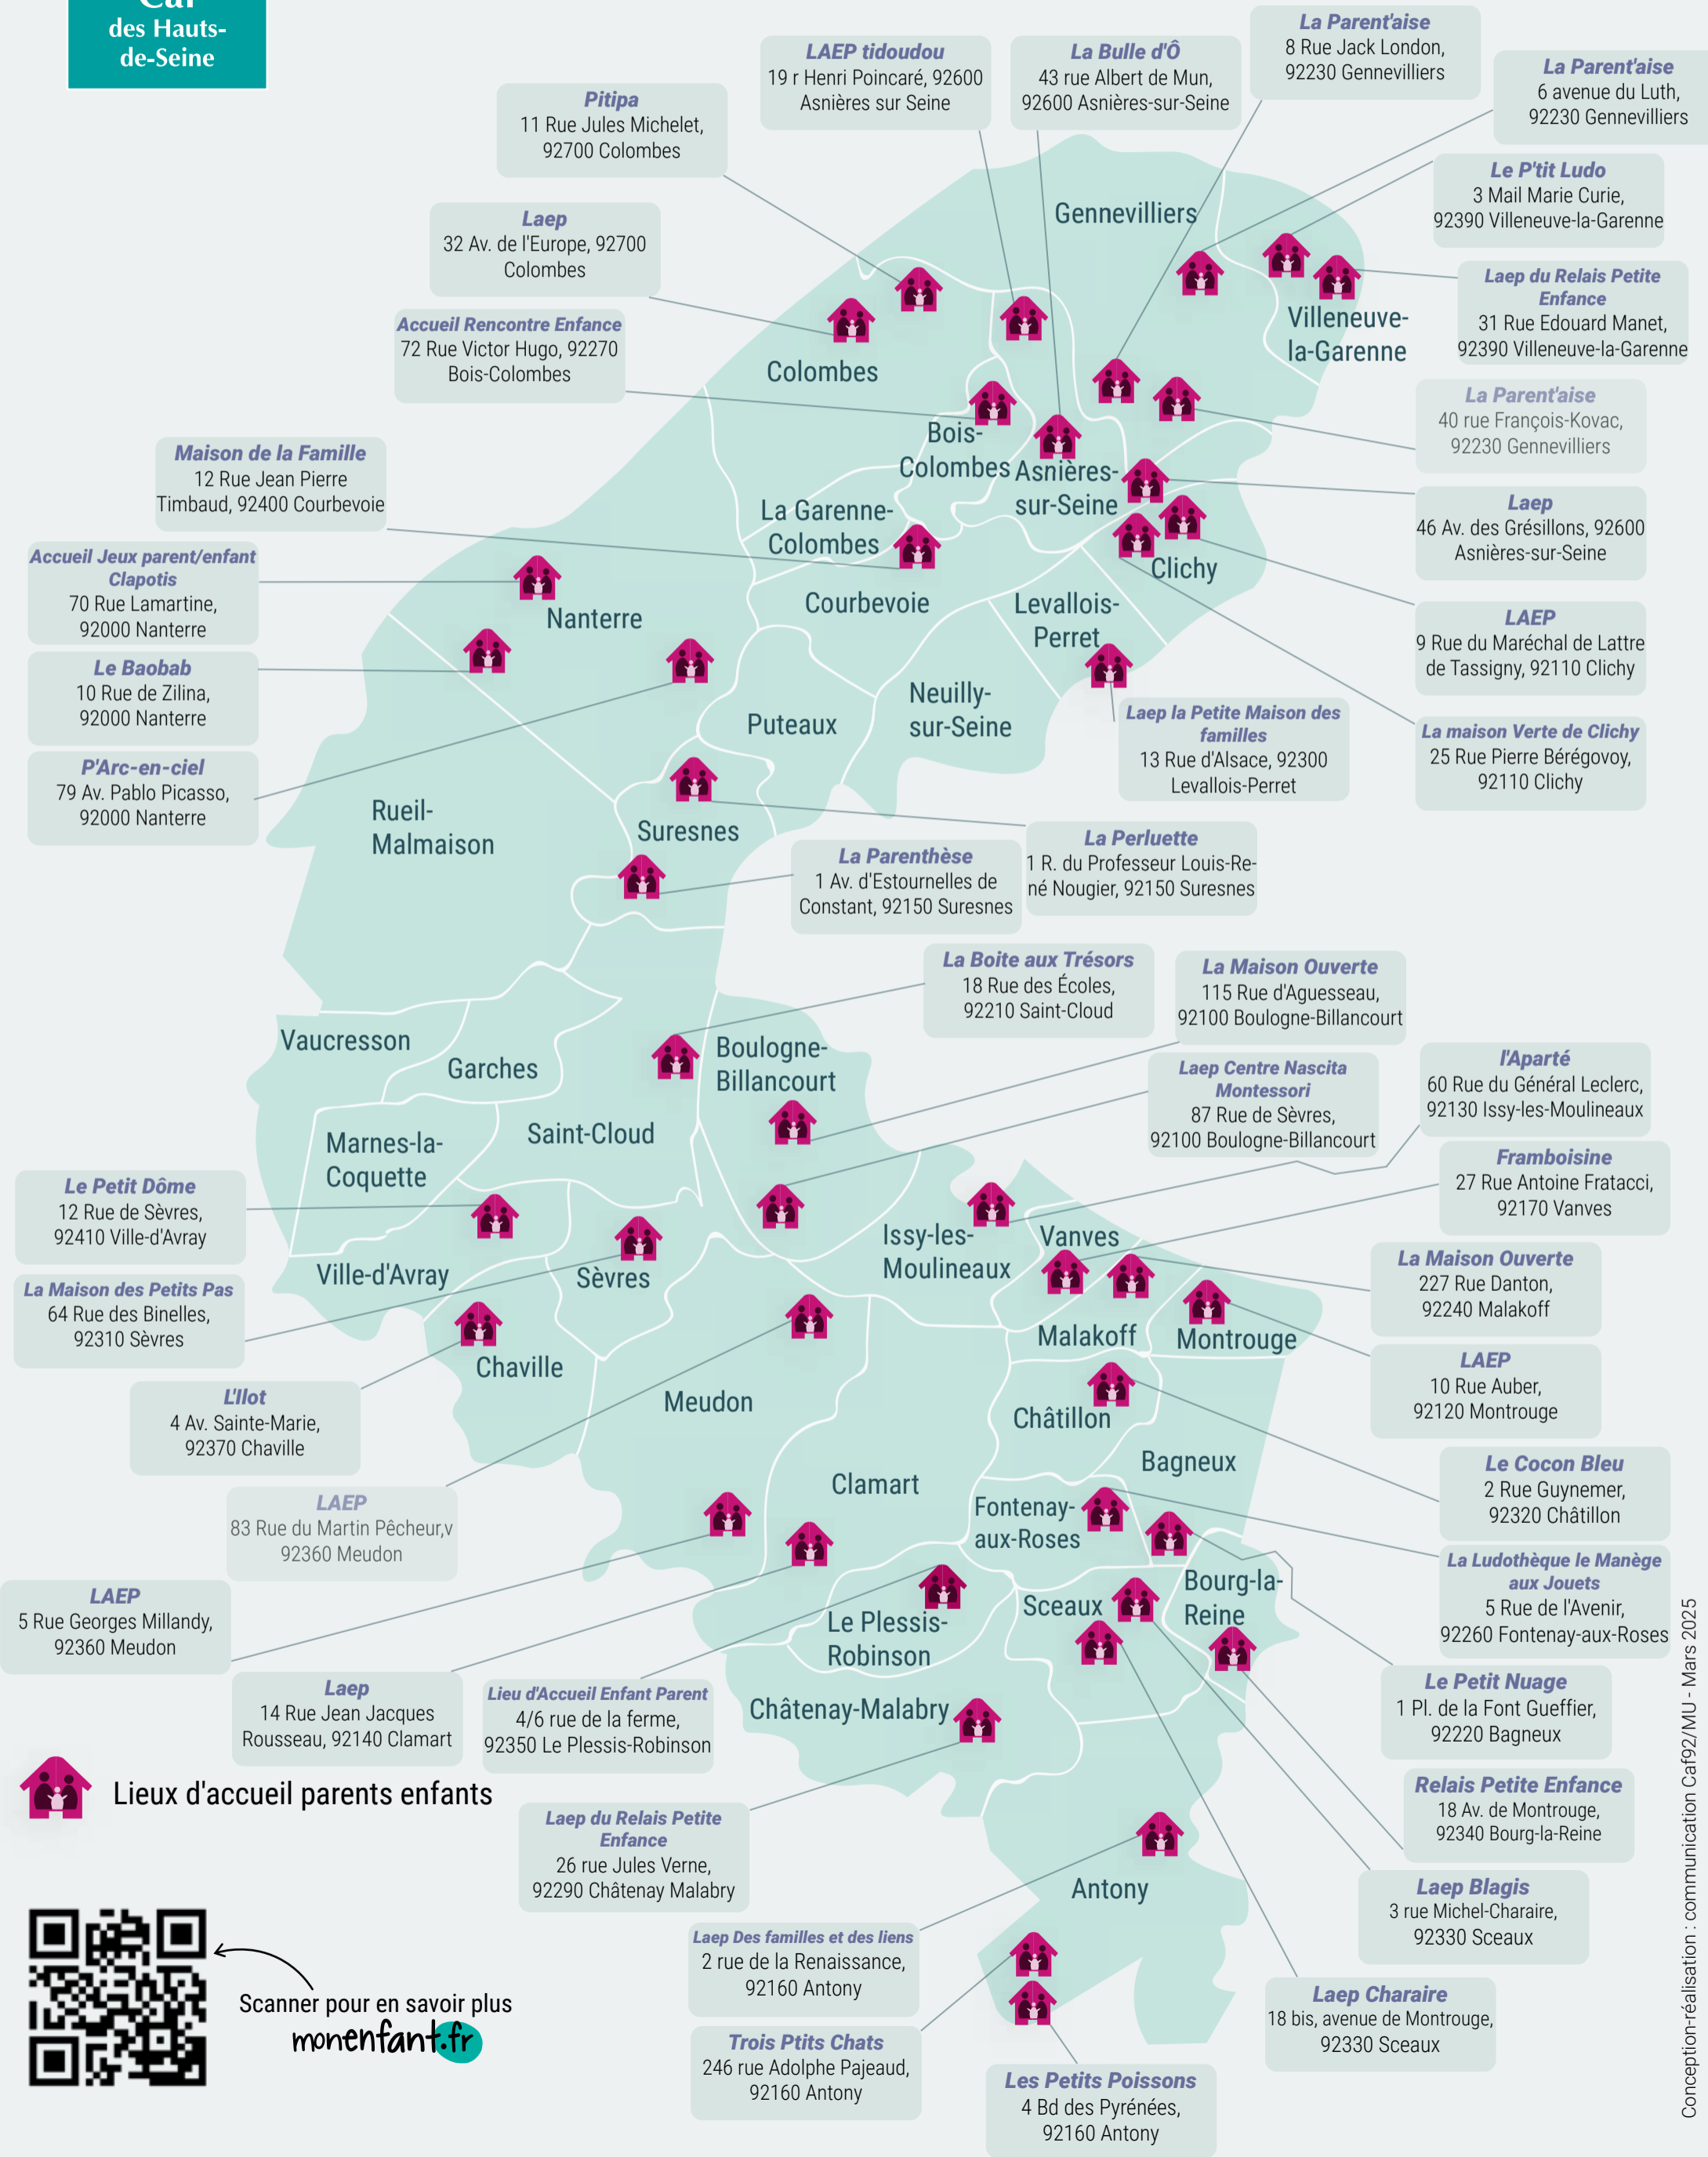 Caf
des Hauts-
de-Seine
La Parent'aise
8 Rue Jack London,
92230 Gennevilliers
LAEP tidoudou
19 r Henri Poincaré, 92600
Asnières sur Seine
La Bulle d'Ô
43 rue Albert de Mun,
92600 Asnières-sur-Seine
La Parent'aise
6 avenue du Luth,
92230 Gennevilliers
Pitipa
11 Rue Jules Michelet,
92700 Colombes
Le P'tit Ludo
3 Mail Marie Curie,
92390 Villeneuve-la-Garenne
Laep
32 Av. de l'Europe, 92700
Colombes
Laep du Relais Petite
Enfance
31 Rue Edouard Manet,
92390 Villeneuve-la-Garenne
Accueil Rencontre Enfance
72 Rue Victor Hugo, 92270
Bois-Colombes
La Parent'aise
40 rue François-Kovac,
92230 Gennevilliers
Maison de la Famille
12 Rue Jean Pierre
Timbaud, 92400 Courbevoie
Laep
46 Av. des Grésillons, 92600
Asnières-sur-Seine
Accueil Jeux parent/enfant
Clapotis
70 Rue Lamartine,
92000 Nanterre
LAEP
9 Rue du Maréchal de Lattre
de Tassigny, 92110 Clichy
Le Baobab
10 Rue de Zilina,
92000 Nanterre
Laep la Petite Maison des
familles
13 Rue d'Alsace, 92300
Levallois-Perret
La maison Verte de Clichy
25 Rue Pierre Bérégovoy,
92110 Clichy
P'Arc-en-ciel
79 Av. Pablo Picasso,
92000 Nanterre
La Perluette
1 R. du Professeur Louis-Re-
né Nougier, 92150 Suresnes
La Parenthèse
1 Av. d'Estournelles de
Constant, 92150 Suresnes
Gennevilliers
Villeneuve-
la-Garenne
Colombes
Bois-
Colombes
Asnières-
sur-Seine
La Garenne-
Colombes
Clichy
Courbevoie
Levallois-
Perret
Nanterre
Neuilly-
sur-Seine
Puteaux
Rueil-
Malmaison
Suresnes
La Boite aux Trésors
18 Rue des Écoles,
92210 Saint-Cloud
La Maison Ouverte
115 Rue d'Aguesseau,
92100 Boulogne-Billancourt
Laep Centre Nascita
Montessori
87 Rue de Sèvres,
92100 Boulogne-Billancourt
l'Aparté
60 Rue du Général Leclerc,
92130 Issy-les-Moulineaux
Framboisine
27 Rue Antoine Fratacci,
92170 Vanves
Vaucresson
Garches
Boulogne-
Billancourt
Saint-Cloud
Marnes-la-
Coquette
Le Petit Dôme
12 Rue de Sèvres,
92410 Ville-d'Avray
Issy-les-
Moulineaux
Vanves
Ville-d'Avray
Sèvres
La Maison Ouverte
227 Rue Danton,
92240 Malakoff
La Maison des Petits Pas
64 Rue des Binelles,
92310 Sèvres
Malakoff
Montrouge
Chaville
LAEP
10 Rue Auber,
92120 Montrouge
L'Ilot
4 Av. Sainte-Marie,
92370 Chaville
Meudon
Châtillon
Bagneux
Clamart
Le Cocon Bleu
2 Rue Guynemer,
92320 Châtillon
LAEP
83 Rue du Martin Pêcheur,v
92360 Meudon
Fontenay-
aux-Roses
La Ludothèque le Manège
aux Jouets
5 Rue de l'Avenir,
92260 Fontenay-aux-Roses
LAEP
5 Rue Georges Millandy,
92360 Meudon
Bourg-la-
Reine
Sceaux
Le Plessis-
Robinson
Le Petit Nuage
1 Pl. de la Font Gueffier,
92220 Bagneux
Laep
14 Rue Jean Jacques
Rousseau, 92140 Clamart
Lieu d'Accueil Enfant Parent
4/6 rue de la ferme,
92350 Le Plessis-Robinson
Châtenay-Malabry
Relais Petite Enfance
18 Av. de Montrouge,
92340 Bourg-la-Reine
Lieux d'accueil parents enfants
Laep du Relais Petite
Enfance
26 rue Jules Verne,
92290 Châtenay Malabry
Antony
Laep Blagis
3 rue Michel-Charaire,
92330 Sceaux
Laep Des familles et des liens
2 rue de la Renaissance,
92160 Antony
Laep Charaire
18 bis, avenue de Montrouge,
92330 Sceaux
Trois Ptits Chats
246 rue Adolphe Pajeaud,
92160 Antony
Les Petits Poissons
4 Bd des Pyrénées,
92160 Antony
Scanner pour en savoir plus
monenfant.fr
Conception-réalisation : communication Caf92/MU - Mars 2025